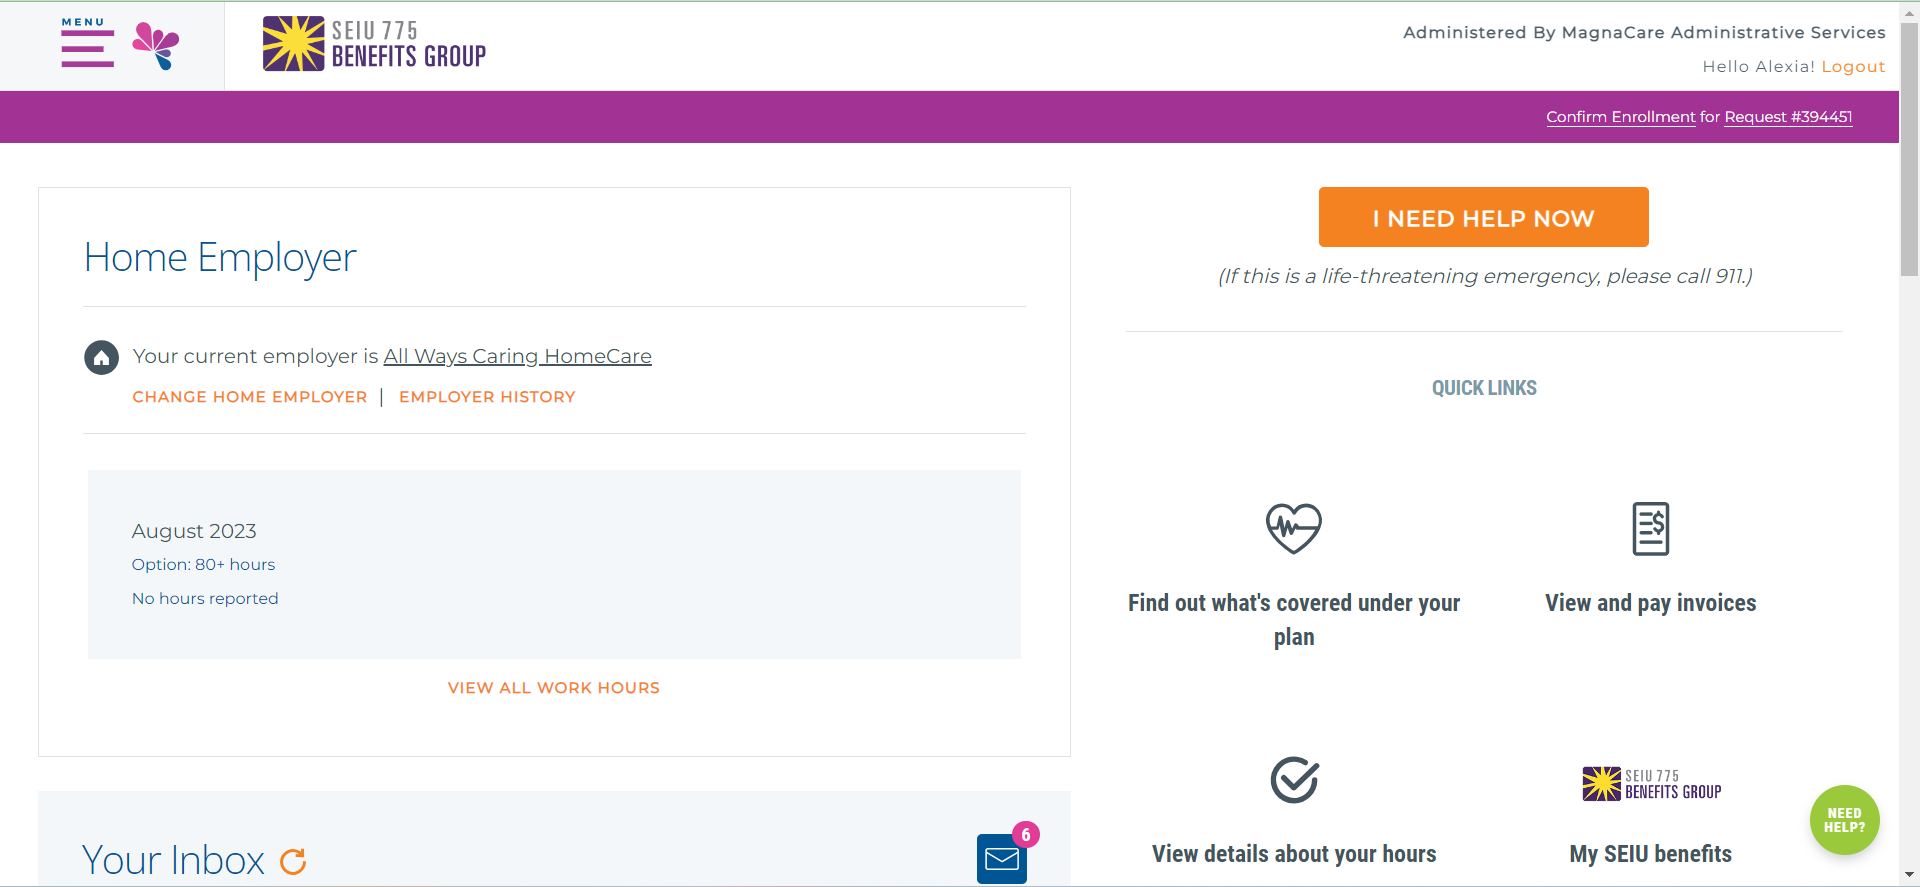 MENU
SEIU 775
BENEFITS GROUP
Administered By MagnaCare Administrative Services
Hello Alexia! Logout
Confirm Enrollment for Request #394451
Home Employer
Your current employer is All Ways Caring HomeCare
CHANGE HOME EMPLOYER | EMPLOYER HISTORY
August 2023
Option: 80+ hours
No hours reported
VIEW ALL WORK HOURS
Your Inbox
6
I NEED HELP NOW
(If this is a life-threatening emergency, please call 911.)
QUICK LINKS
Find out what's covered under your
plan
View and pay invoices
View details about your hours
SEIU 775
BENEFITS GROUP
My SEIU benefits
NEED
HELP?